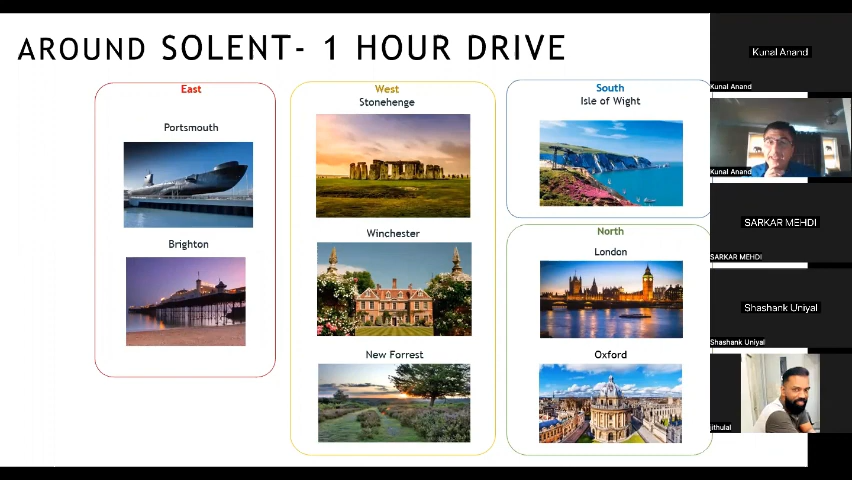 AROUND SOLENT- 1 HOUR DRIVE
East
Portsmouth
Brighton
West
Stonehenge
Winchester
New Forrest
South
Isle of Wight
North
London
Oxford
Kunal Anand
Kunal Anand
Kunal Anand
SARKAR MEHDI
SARKAR MEHDI
Shashank Uniyal
Shashank Uniyal
jithulal